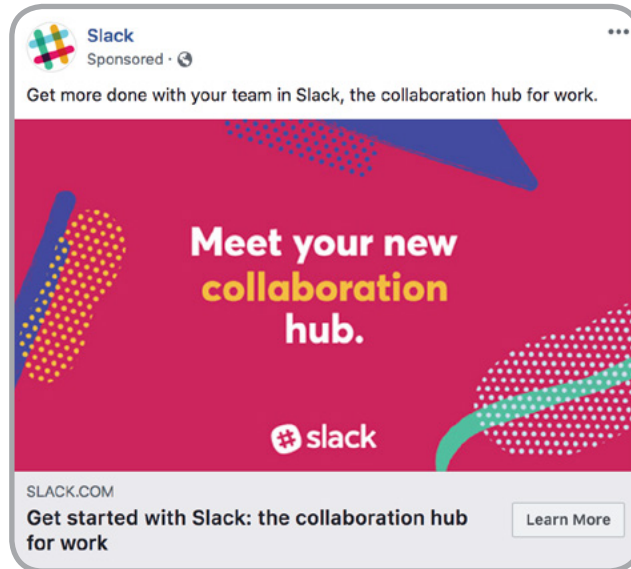 Slack
Sponsored ·
Get more done with your team in Slack, the collaboration hub for work.
Meet your new
collaboration
hub.
slack
SLACK.COM
Get started with Slack: the collaboration hub
for work
Learn More